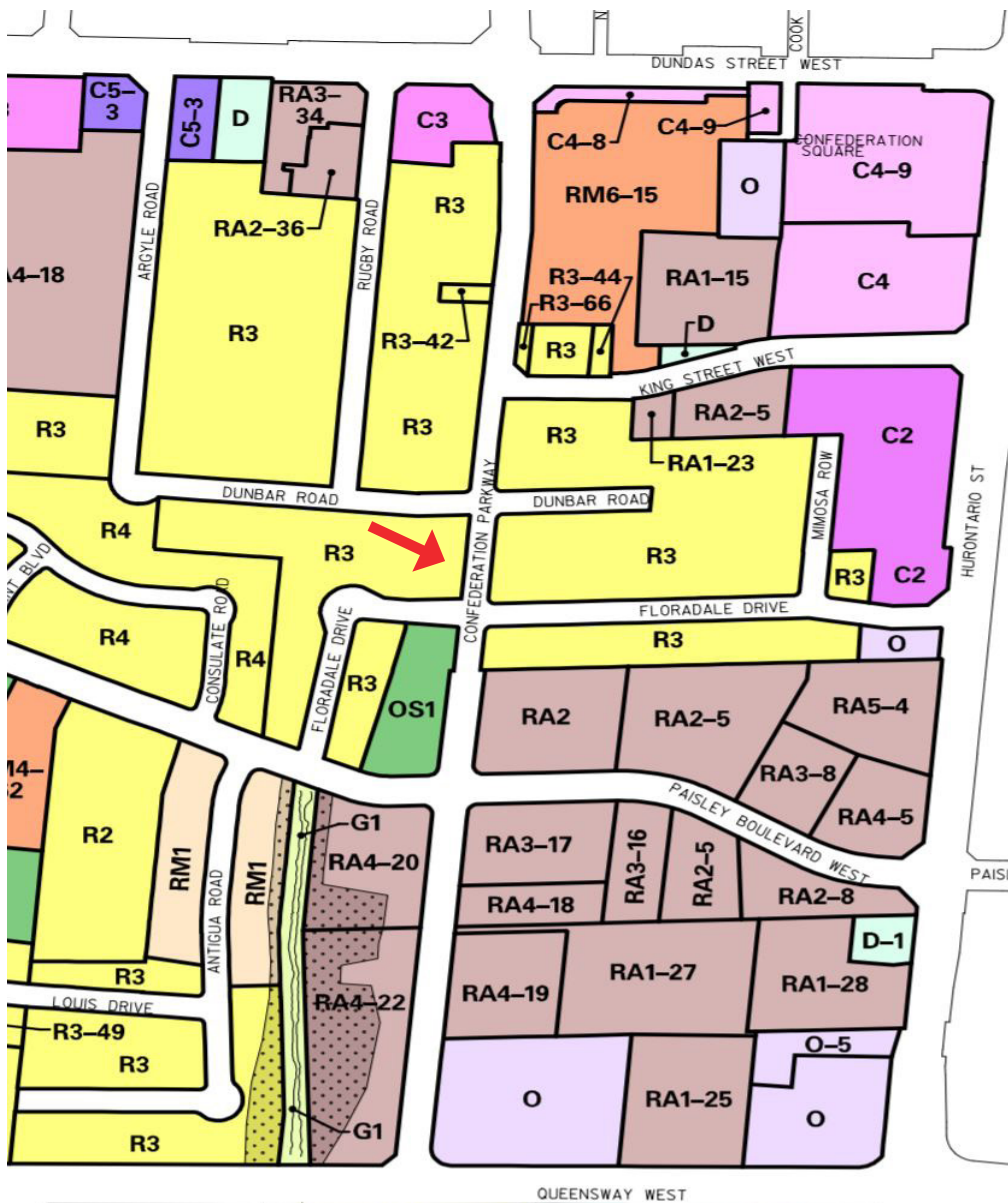 N
COOK
DUNDAS STREET WEST
C5–
3
C5–3
D
RA3–
34
C3
C4–8
C4–9
CONFEDERATION
SQUARE
C4–9
ARGYLE ROAD
RUGBY ROAD
R3
RM6–15
O
RA2–36
A4–18
R3–44
RA1–15
C4
R3–66
R3
R3–42
R3
D
KING STREET WEST
R3
R3
R3
RA2–5
C2
RA1–23
MIMOSA ROW
HURONTARIO ST
DUNBAR ROAD
CONFEDERATION PARKWAY
DUNBAR ROAD
R4
R3
R3
R3
C2
NT BLVD
CONSULATE ROAD
FLORADALE DRIVE
FLORADALE DRIVE
R4
R4
R3
R3
O
OS1
RA2
RA2–5
RA5–4
RA3–8
RA4–5
M4–
2
R2
RM1
RM1
G1
PAISLEY BOULEVARD WEST
RA4–20
RA3–17
RA3–16
RA2–5
RA2–8
PAIS
RA4–18
ANTIGUA ROAD
D–1
R3
RA4–22
RA4–19
RA1–27
RA1–28
LOUIS DRIVE
R3–49
R3
O–5
O
RA1–25
O
G1
R3
QUEENSWAY WEST